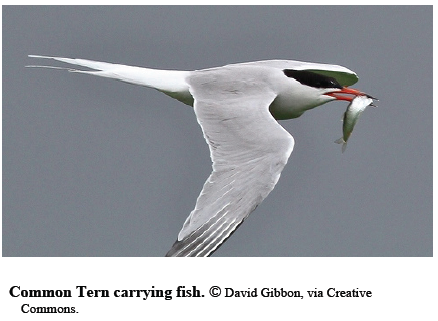 Common Tern carrying fish. © David Gibbon, via Creative
Commons.